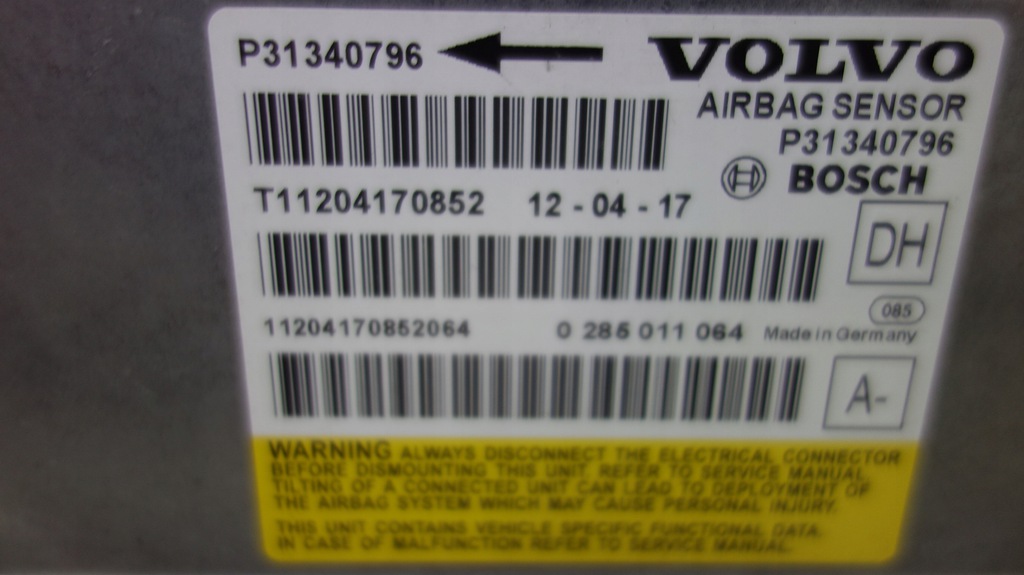 P31340796
VOLVO
AIRBAG SENSOR
P31340796
BOSCH
T11204170852 12 - 04 - 17
DH
085
11204170852064 0 285 011 064 Made in Germany
A-
WARNING ALWAYS DISCONNECT THE ELECTRICAL CONNECTOR
BEFORE DISMOUNTING THIS UNIT. REFER TO SERVICE MANUAL.
TILTING OF A CONNECTED UNIT CAN LEAD TO DEPLOYMENT OF
THE AIRBAG SYSTEM WHICH MAY CAUSE PERSONAL INJURY.
THIS UNIT CONTAINS VEHICLE SPECIFIC FUNCTIONAL DATA.
IN CASE OF MALFUNCTION REFER TO SERVICE MANUAL.